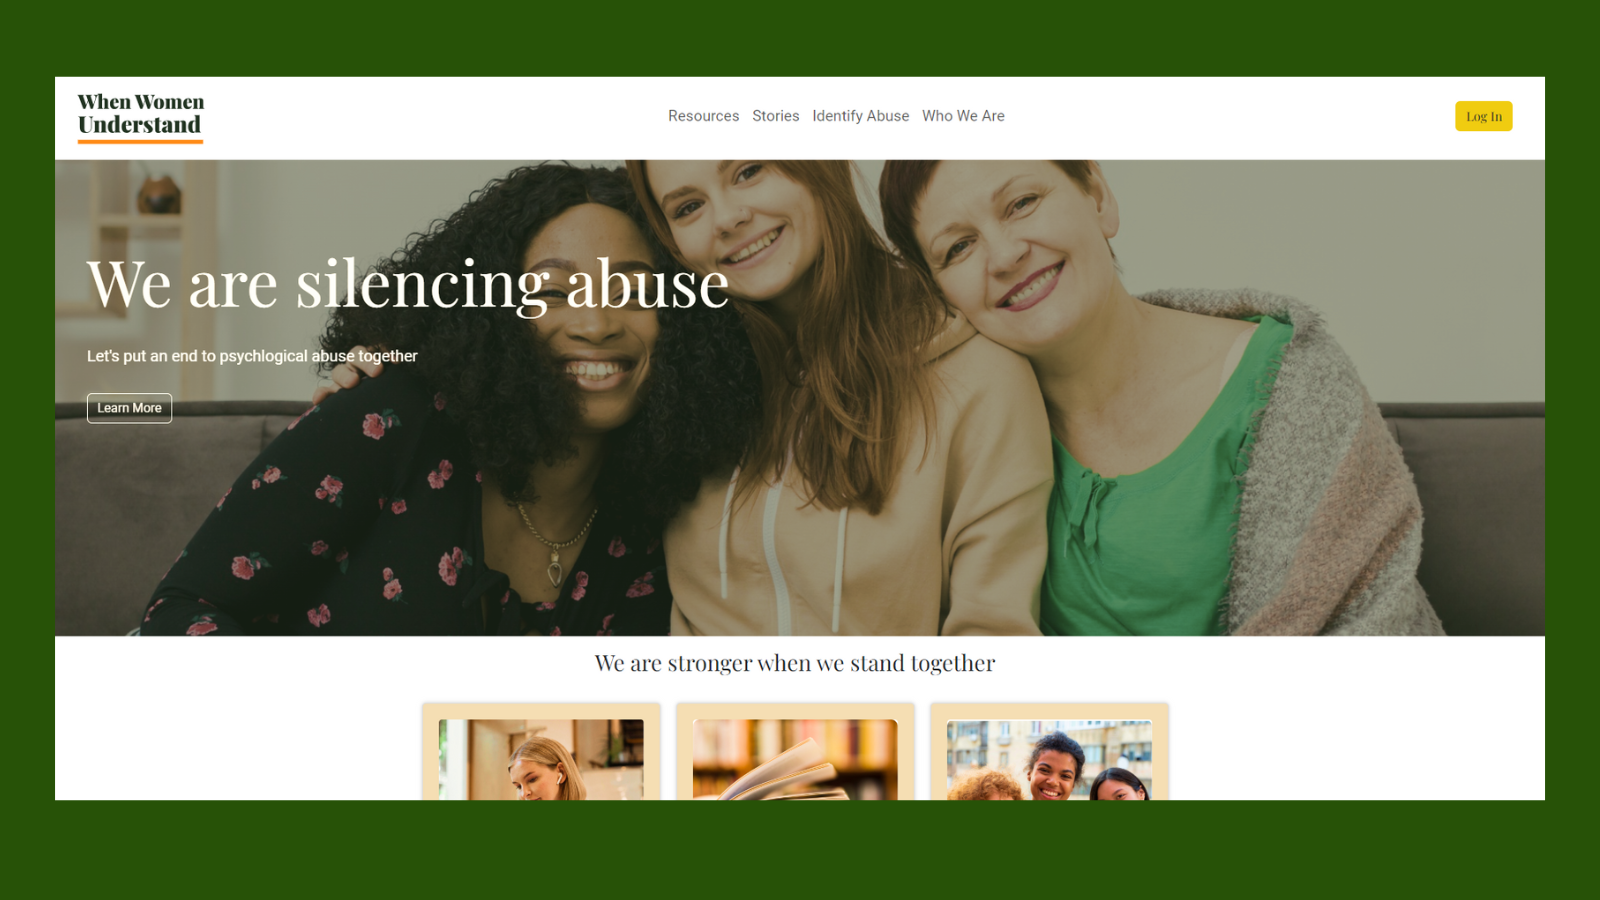 When Women
Understand
Resources Stories Identify Abuse Who We Are
Log In
We are silencing abuse
Let's put an end to psychlogical abuse together
Learn More
We are stronger when we stand together